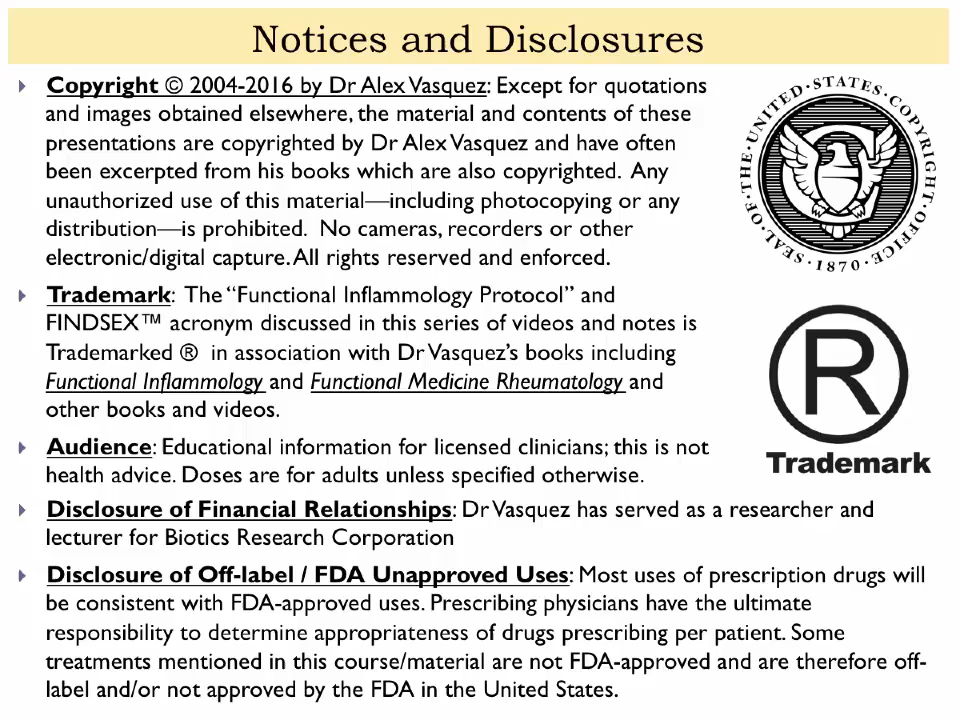 Notices and Disclosures
Copyright © 2004-2016 by Dr Alex Vasquez: Except for quotations
and images obtained elsewhere, the material and contents of these
presentations are copyrighted by Dr Alex Vasquez and have often
been excerpted from his books which are also copyrighted. Any
unauthorized use of this material—including photocopying or any
distribution—is prohibited. No cameras, recorders or other
electronic/digital capture. All rights reserved and enforced.
SEAL·OF·THE·UNITED·STATES·COPYRIGHT·OFFICE
·1870·
Trademark: The “Functional Inflammology Protocol” and
FINDSEX™ acronym discussed in this series of videos and notes is
Trademarked ® in association with Dr Vasquez’s books including
Functional Inflammology and Functional Medicine Rheumatology and
other books and videos.
R
Trademark
Audience: Educational information for licensed clinicians; this is not
health advice. Doses are for adults unless specified otherwise.
Disclosure of Financial Relationships: Dr Vasquez has served as a researcher and
lecturer for Biotics Research Corporation
Disclosure of Off-label / FDA Unapproved Uses: Most uses of prescription drugs will
be consistent with FDA-approved uses. Prescribing physicians have the ultimate
responsibility to determine appropriateness of drugs prescribing per patient. Some
treatments mentioned in this course/material are not FDA-approved and are therefore off-
label and/or not approved by the FDA in the United States.